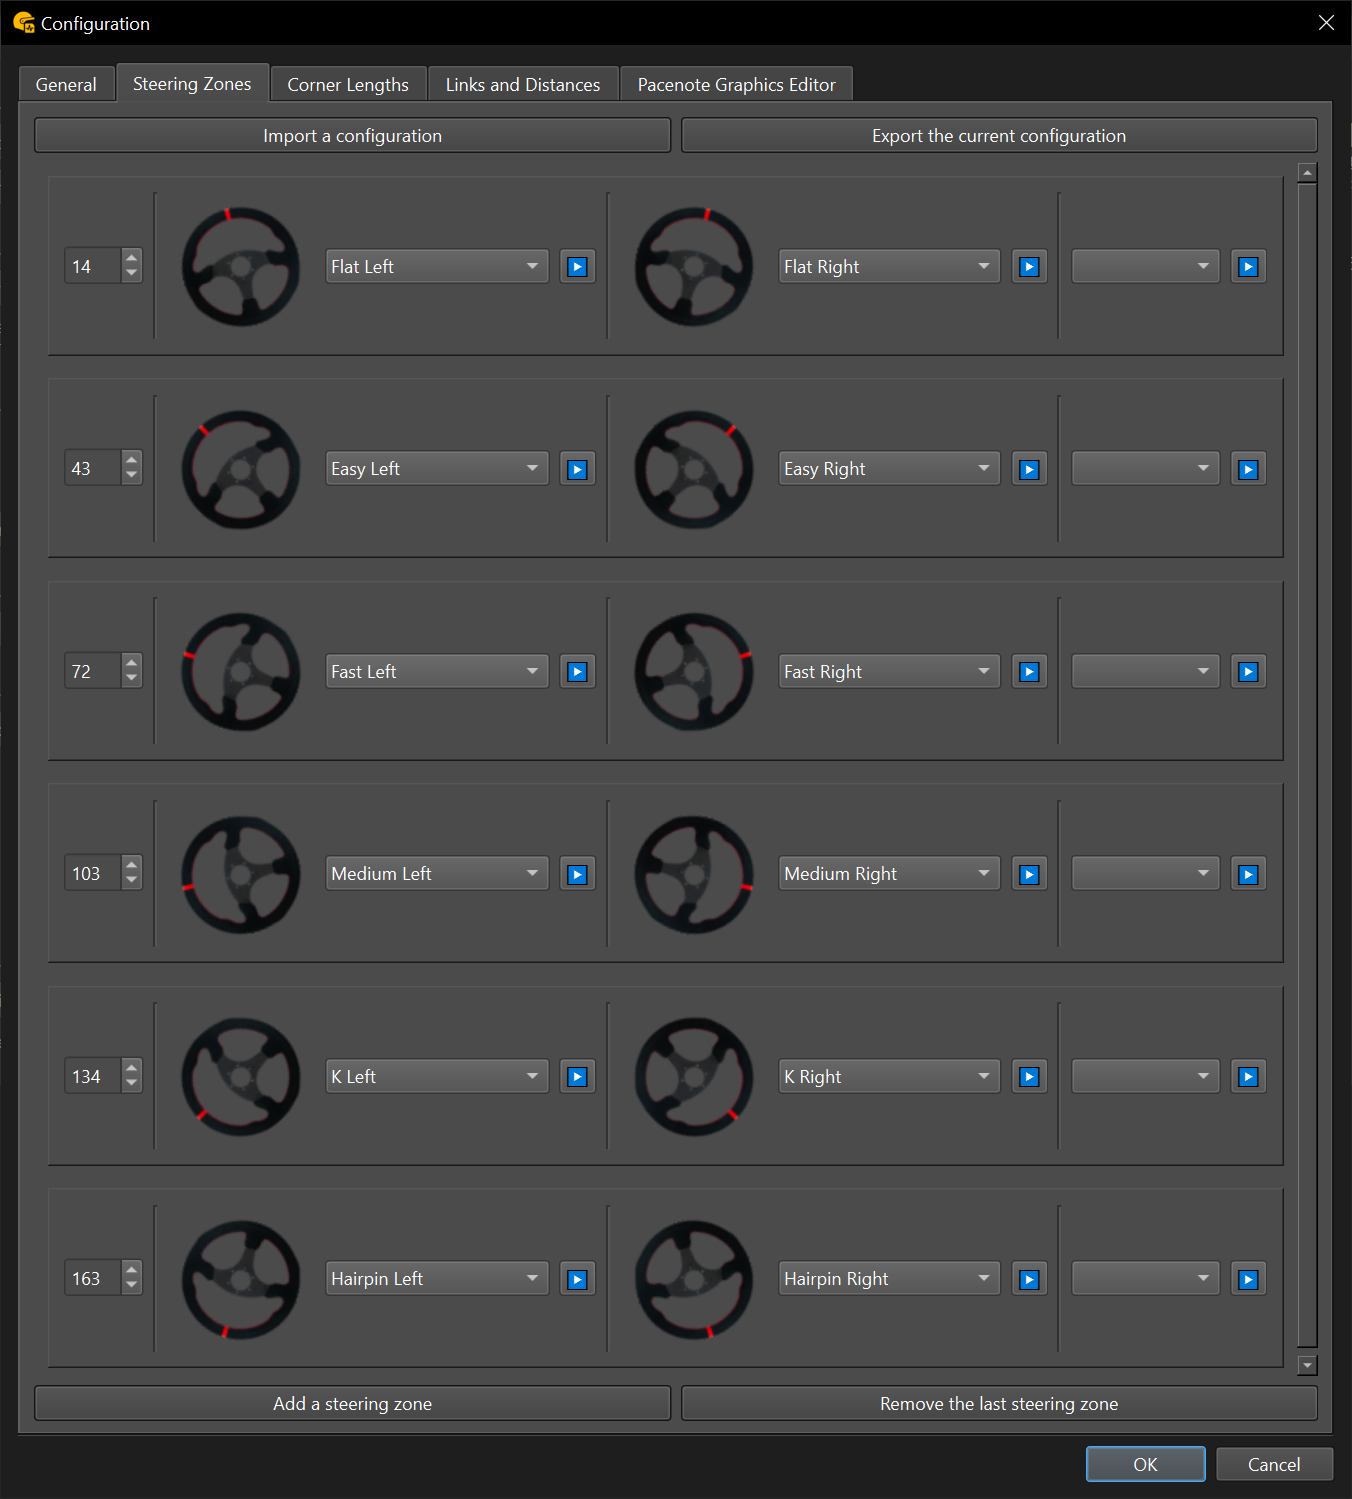 Configuration
General
Steering Zones
Corner Lengths
Links and Distances
Pacenote Graphics Editor
Import a configuration
Export the current configuration
14
Flat Left
Flat Right
43
Easy Left
Easy Right
72
Fast Left
Fast Right
103
Medium Left
Medium Right
134
K Left
K Right
163
Hairpin Left
Hairpin Right
Add a steering zone
Remove the last steering zone
OK
Cancel